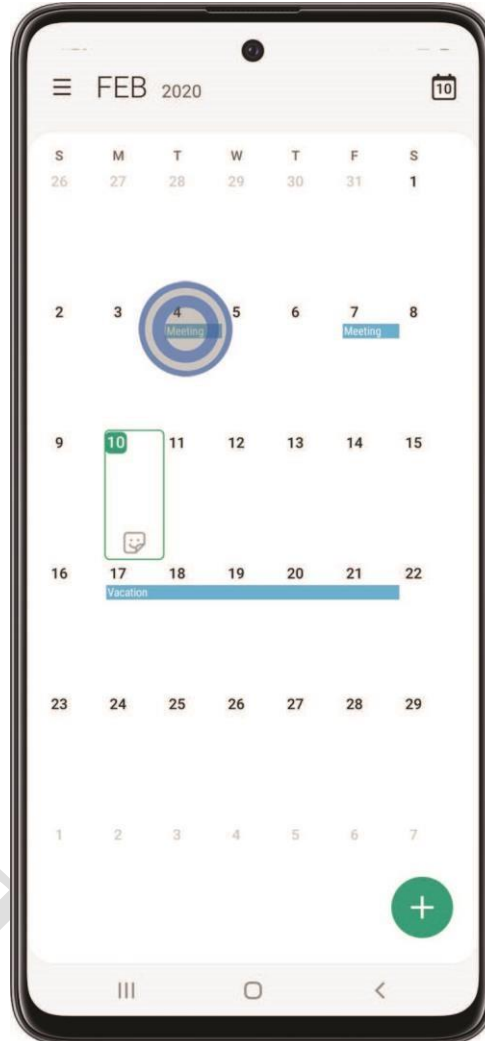 FEB 2020
10
S M T W T F S
26 27 28 29 30 31 1
2 3 4 5 6 7 8
Meeting Meeting
9 10 11 12 13 14 15
16 17 18 19 20 21 22
Vacation
23 24 25 26 27 28 29
1 2 3 4 5 6 7